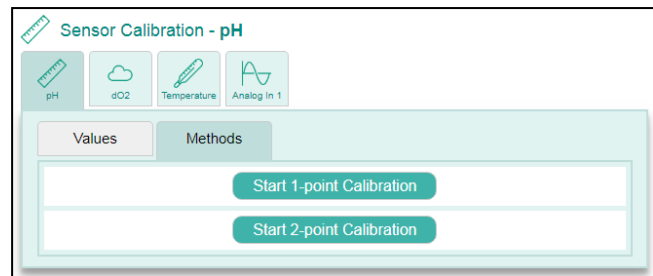 Sensor Calibration - pH
pH dO2 Temperature Analog In 1
Values Methods
Start 1-point Calibration
Start 2-point Calibration